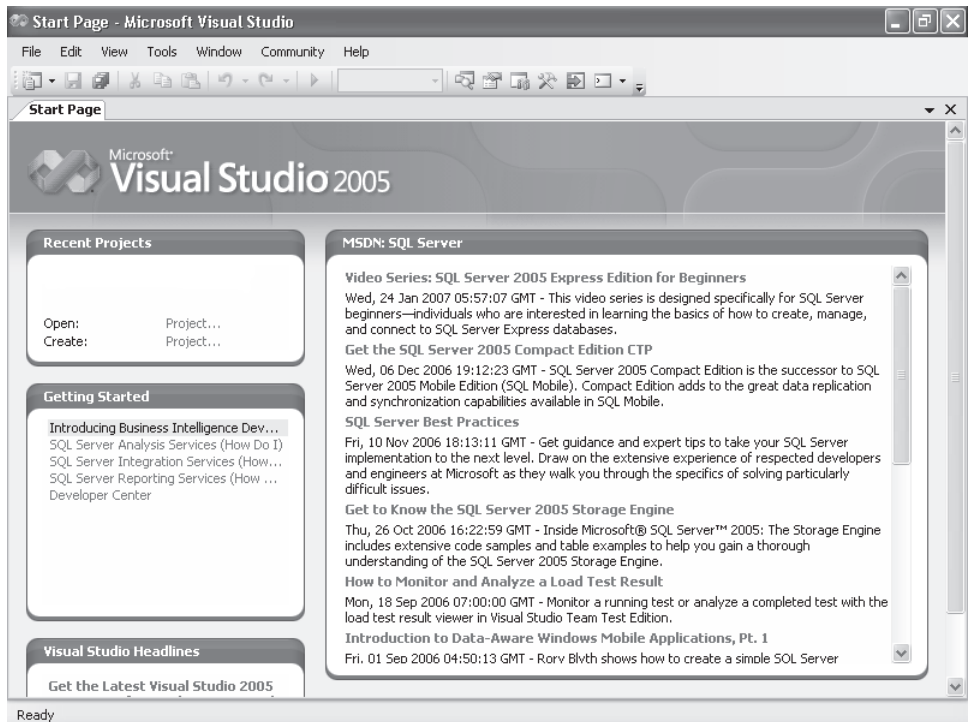 Start Page - Microsoft Visual Studio
File Edit View Tools Window Community Help
Start Page
Microsoft
Visual Studio 2005
Recent Projects
Open: Project...
Create: Project...
Getting Started
Introducing Business Intelligence Dev...
SQL Server Analysis Services (How Do I)
SQL Server Integration Services (How...
SQL Server Reporting Services (How ...
Developer Center
Visual Studio Headlines
Get the Latest Visual Studio 2005
MSDN: SQL Server
Video Series: SQL Server 2005 Express Edition for Beginners
Wed, 24 Jan 2007 05:57:07 GMT - This video series is designed specifically for SQL Server
beginners—individuals who are interested in learning the basics of how to create, manage,
and connect to SQL Server Express databases.
Get the SQL Server 2005 Compact Edition CTP
Wed, 06 Dec 2006 19:12:23 GMT - SQL Server 2005 Compact Edition is the successor to SQL
Server 2005 Mobile Edition (SQL Mobile). Compact Edition adds to the great data replication
and synchronization capabilities available in SQL Mobile.
SQL Server Best Practices
Fri, 10 Nov 2006 18:13:11 GMT - Get guidance and expert tips to take your SQL Server
implementation to the next level. Draw on the extensive experience of respected developers
and engineers at Microsoft as they walk you through the specifics of solving particularly
difficult issues.
Get to Know the SQL Server 2005 Storage Engine
Thu, 26 Oct 2006 16:22:59 GMT - Inside Microsoft® SQL Server™ 2005: The Storage Engine
includes extensive code samples and table examples to help you gain a thorough
understanding of the SQL Server 2005 Storage Engine.
How to Monitor and Analyze a Load Test Result
Mon, 18 Sep 2006 07:00:00 GMT - Monitor a running test or analyze a completed test with the
load test result viewer in Visual Studio Team Test Edition.
Introduction to Data-Aware Windows Mobile Applications, Pt. 1
Fri, 01 Sep 2006 04:50:13 GMT - Rory Blyth shows how to create a simple SQL Server
Ready